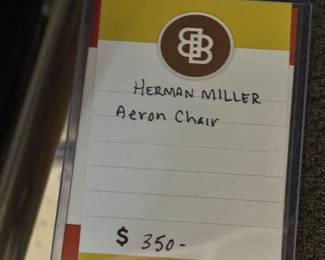 HERMAN MILLER
Aeron Chair
$ 350-